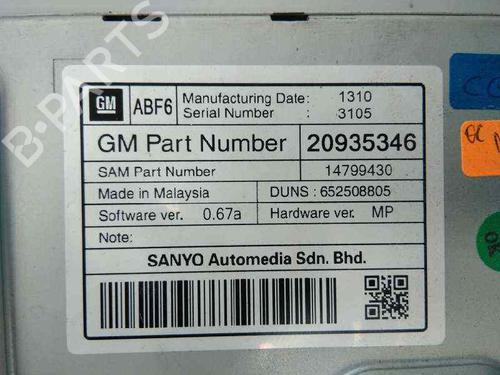 B-PARTS
GM ABF6 Manufacturing Date: 1310
Serial Number : 3105
GM Part Number 20935346
SAM Part Number 14799430
Made in Malaysia DUNS : 652508805
Software ver. 0.67a Hardware ver. MP
Note:
SANYO Automedia Sdn. Bhd.